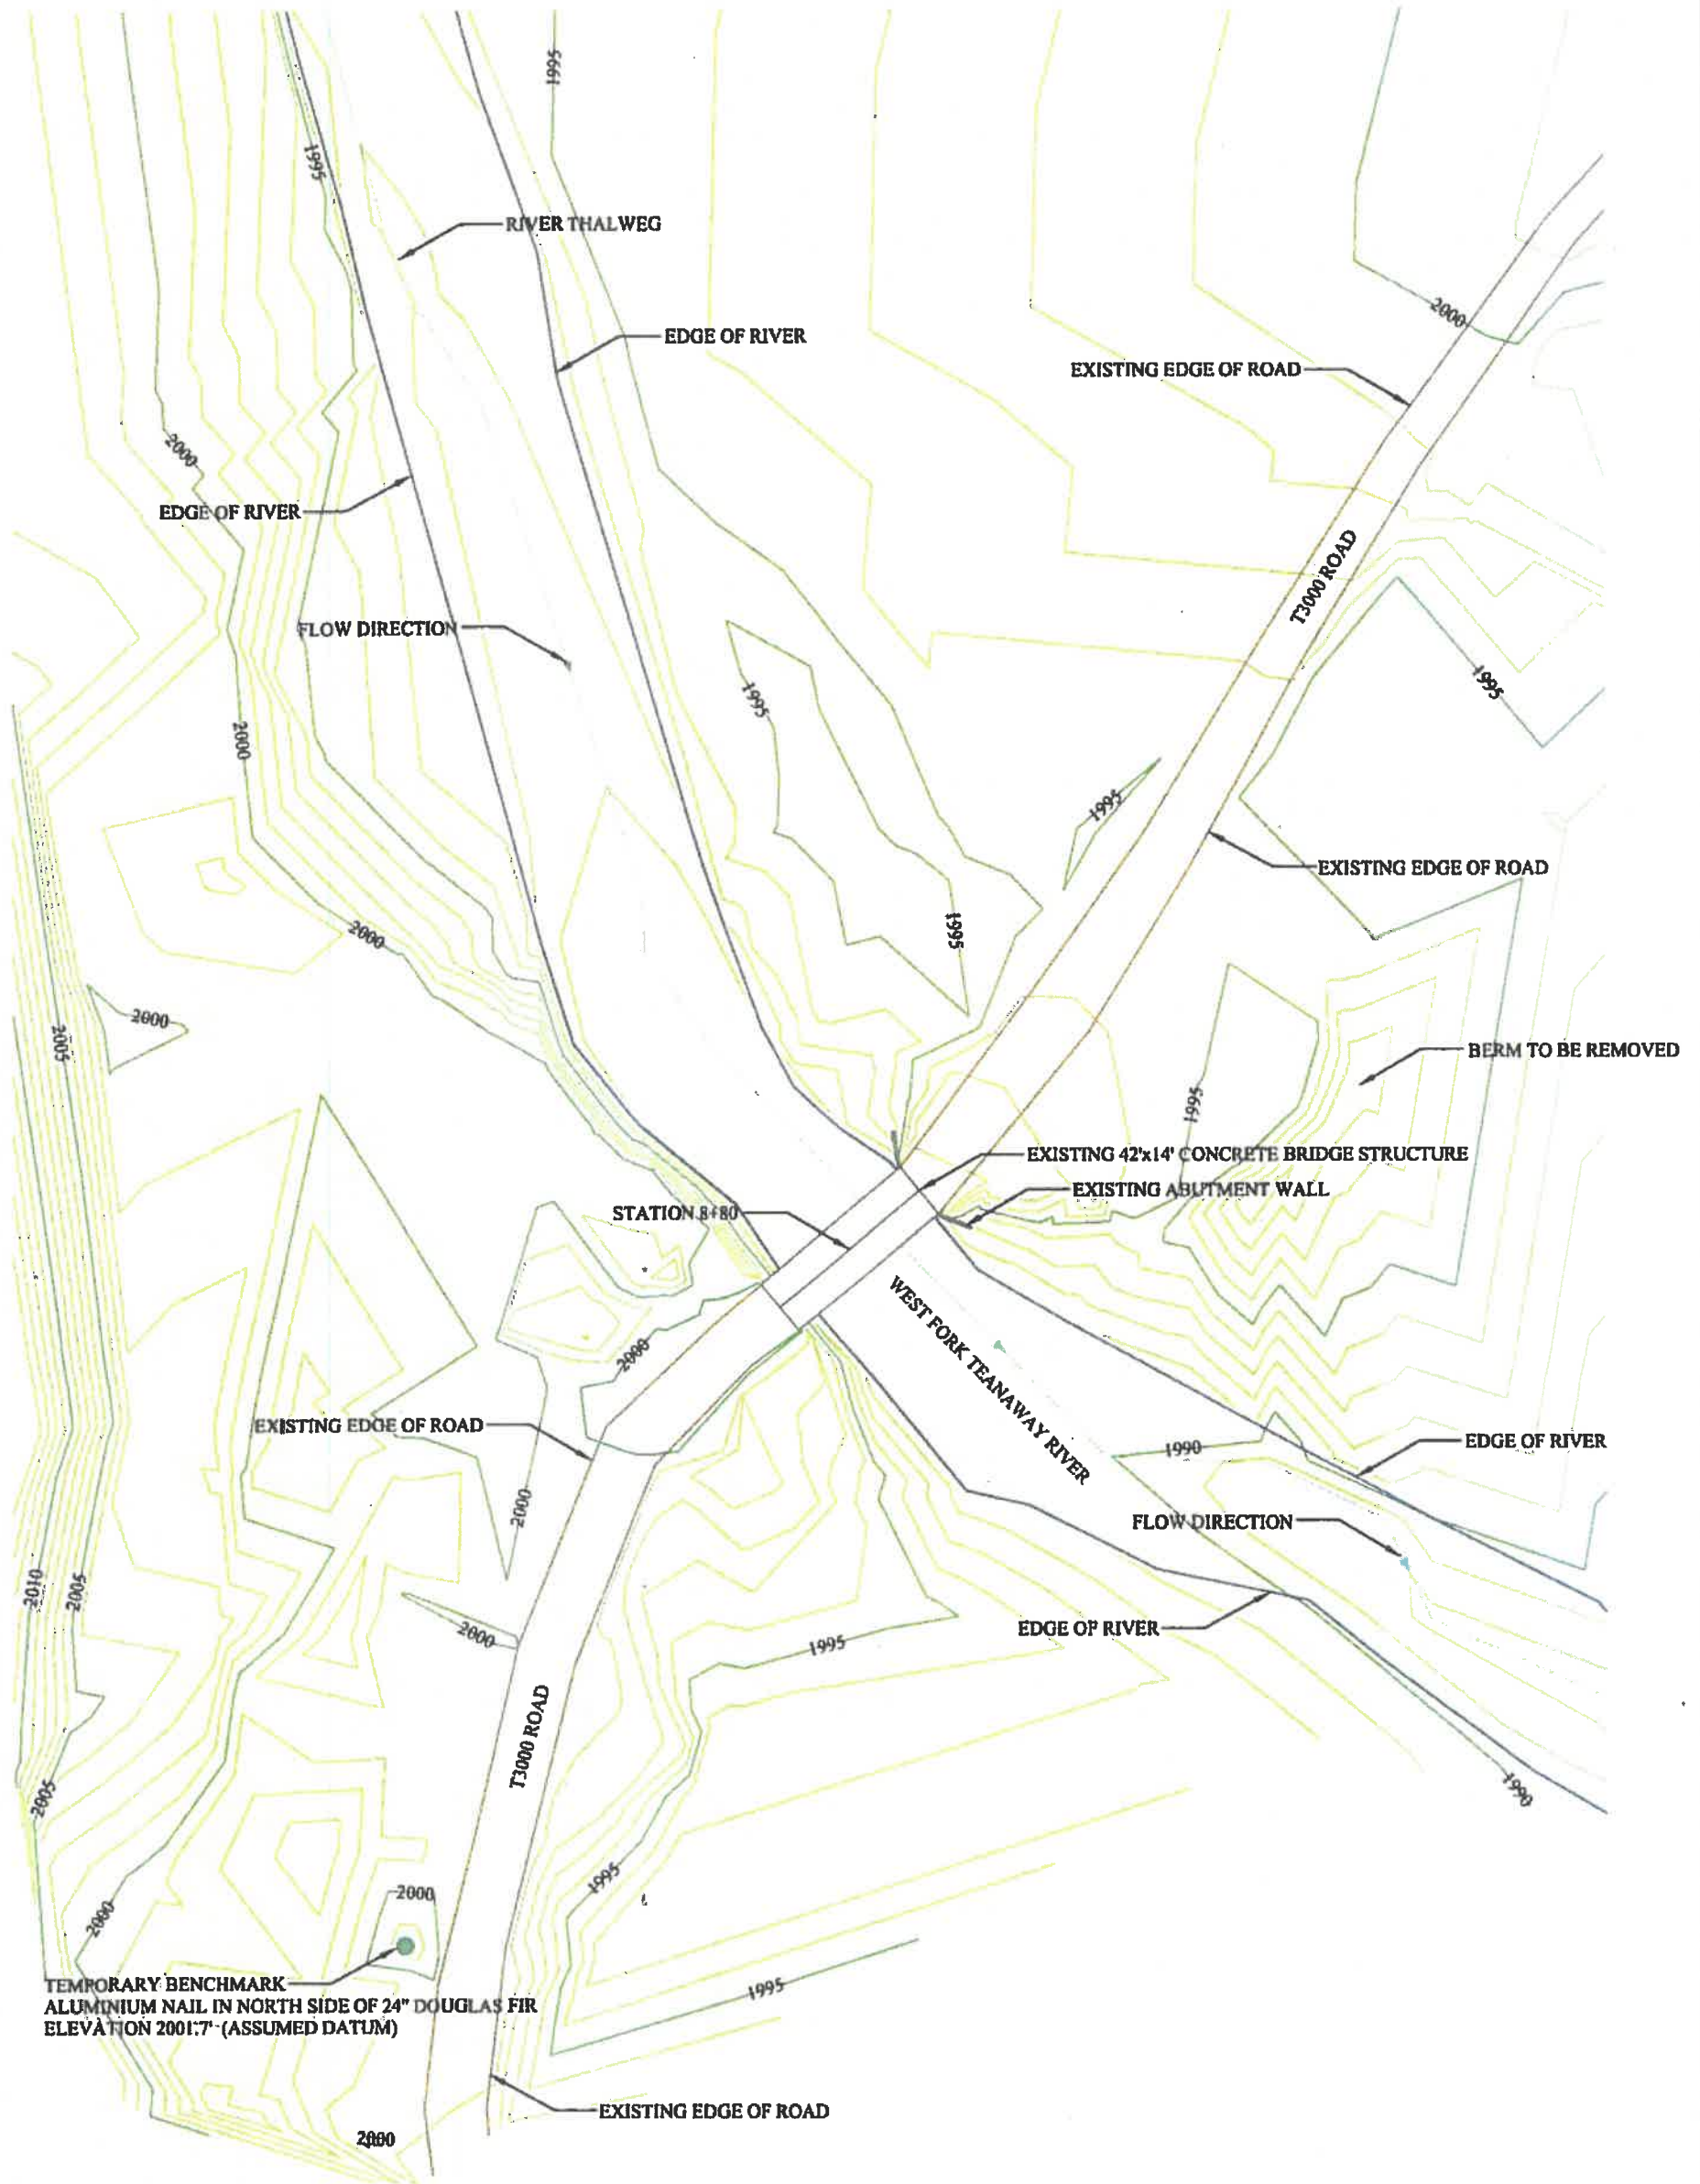 1995
1995
RIVER THALWEG
2000
EDGE OF RIVER
EXISTING EDGE OF ROAD
2000
EDGE OF RIVER
T3000 ROAD
FLOW DIRECTION
1995
1995
2000
1995
EXISTING EDGE OF ROAD
1995
2000
2000
2005
BERM TO BE REMOVED
1995
EXISTING 42'x14' CONCRETE BRIDGE STRUCTURE
EXISTING ABUTMENT WALL
STATION 8+80
WEST FORK TEANAWAY RIVER
2000
EXISTING EDGE OF ROAD
1990
EDGE OF RIVER
2000
FLOW DIRECTION
2010
2005
EDGE OF RIVER
2000
1995
T3000 ROAD
2005
1990
1995
2000
2000
TEMPORARY BENCHMARK
ALUMINIUM NAIL IN NORTH SIDE OF 24" DOUGLAS FIR
ELEVATION 2001.7' (ASSUMED DATUM)
1995
EXISTING EDGE OF ROAD